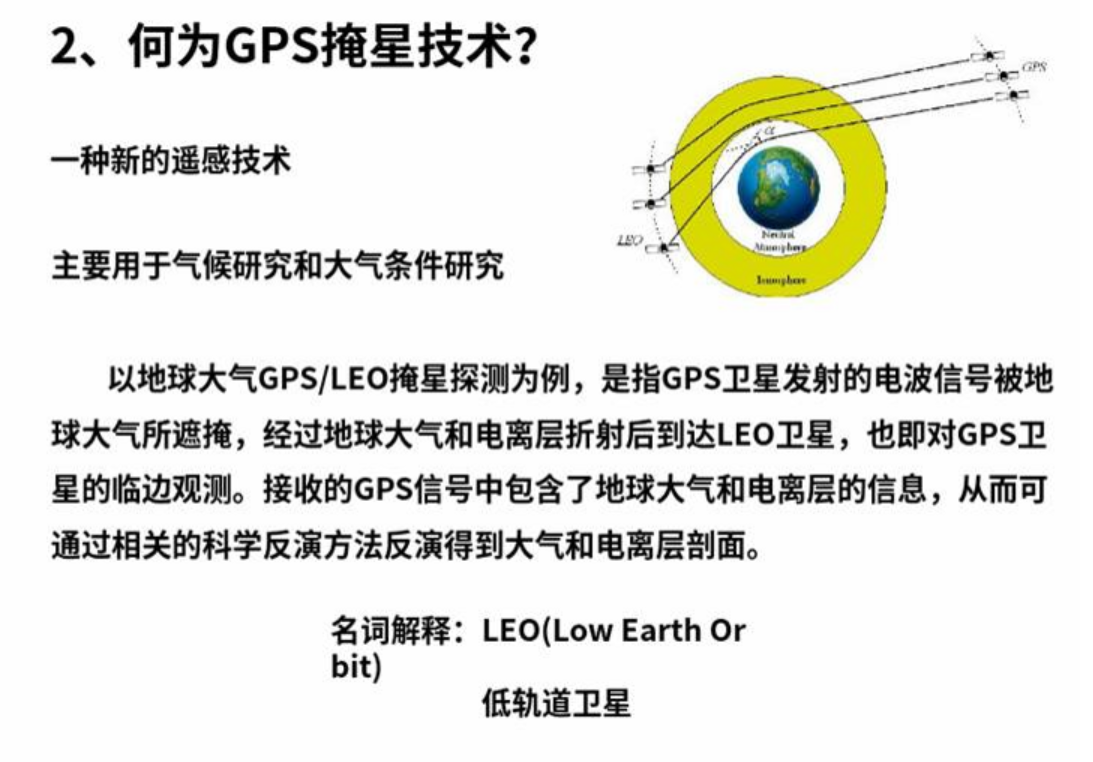 2、何为GPS掩星技术？
GPS
一种新的遥感技术
α
LEO
Neutral
Atmosphere
主要用于气候研究和大气条件研究
Ionosphere
以地球大气GPS/LEO掩星探测为例，是指GPS卫星发射的电波信号被地
球大气所遮掩，经过地球大气和电离层折射后到达LEO卫星，也即对GPS卫
星的临边观测。接收的GPS信号中包含了地球大气和电离层的信息，从而可
通过相关的科学反演方法反演得到大气和电离层剖面。
名词解释：LEO(Low Earth Or
bit)
低轨道卫星